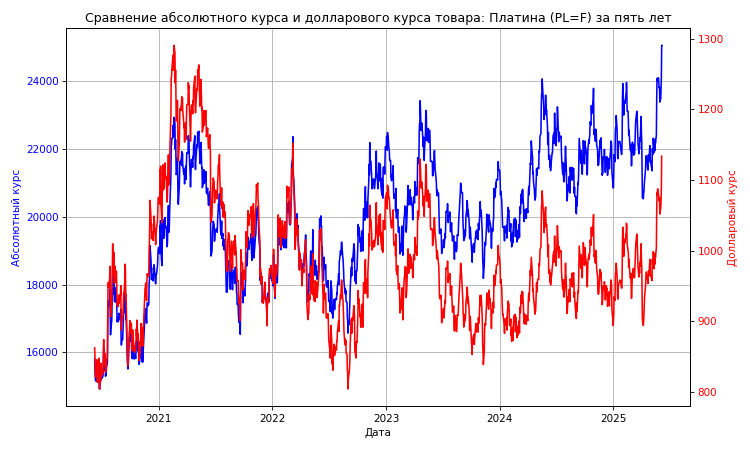 Сравнение абсолютного курса и долларового курса товара: Платина (PL=F) за пять лет
1300
24000
1200
22000
1100
20000
1000
18000
900
16000
800
Абсолютный курс
Долларовый курс
2021 2022 2023 2024 2025
Дата